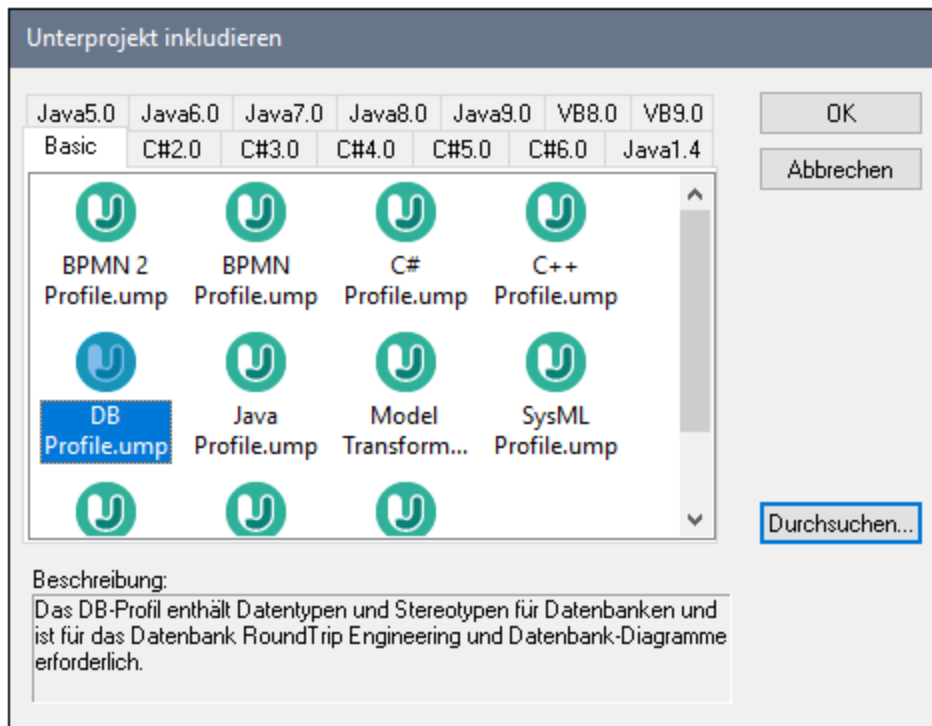 Unterprojekt inkludieren
Java5.0 Java6.0 Java7.0 Java8.0 Java9.0 VB8.0 VB9.0
Basic C#2.0 C#3.0 C#4.0 C#5.0 C#6.0 Java1.4
OK
Abbrechen
BPMN 2 BPMN C# C++
Profile.ump Profile.ump Profile.ump Profile.ump
DB Java Model SysML
Profile.ump Profile.ump Transform... Profile.ump
Durchsuchen...
Beschreibung:
Das DB-Profil enthält Datentypen und Stereotypen für Datenbanken und
ist für das Datenbank RoundTrip Engineering und Datenbank-Diagramme
erforderlich.